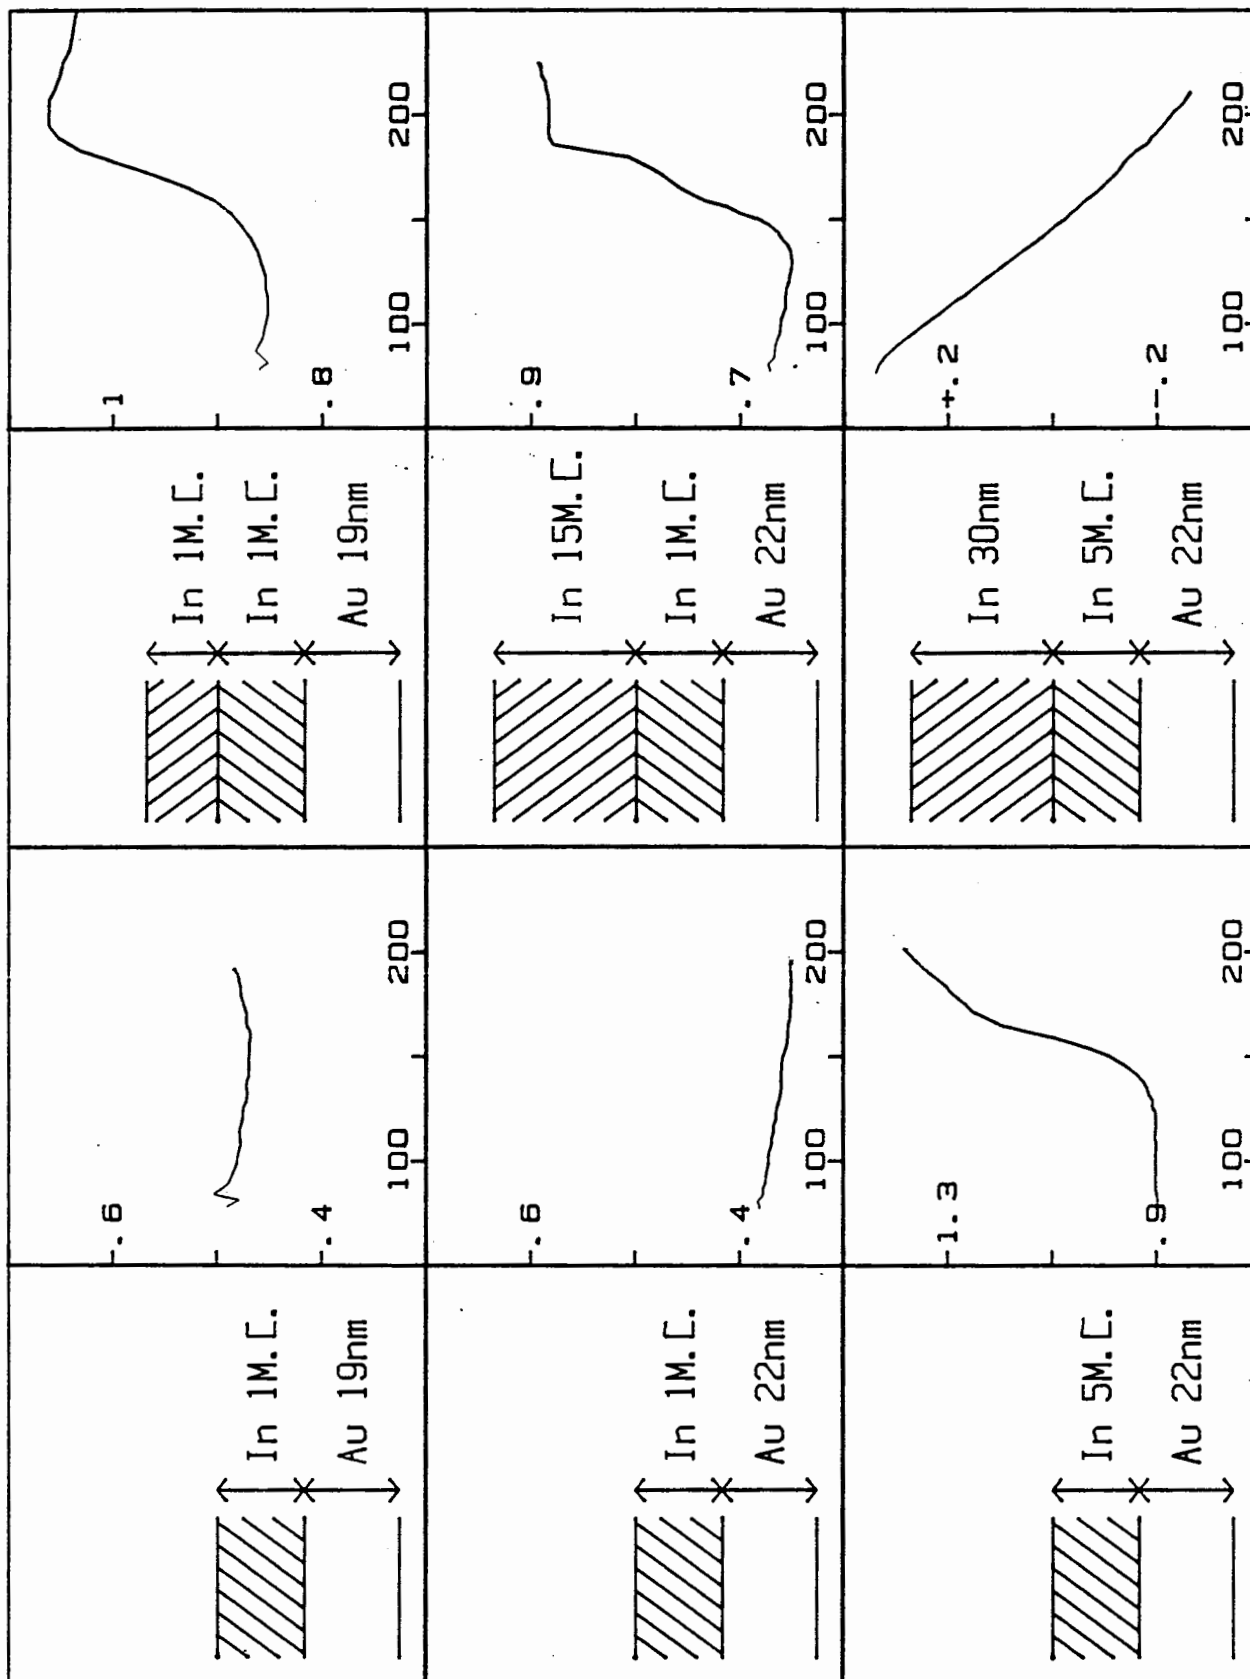 In 1M.C.
Au 19nm
.6
.4
100 200
In 1M.C.
In 1M.C.
Au 19nm
1
.8
100 200
In 1M.C.
Au 22nm
.6
.4
100 200
In 15M.C.
In 1M.C.
Au 22nm
.9
.7
100 200
In 5M.C.
Au 22nm
1.3
.9
100 200
In 30nm
In 5M.C.
Au 22nm
+.2
-.2
100 200